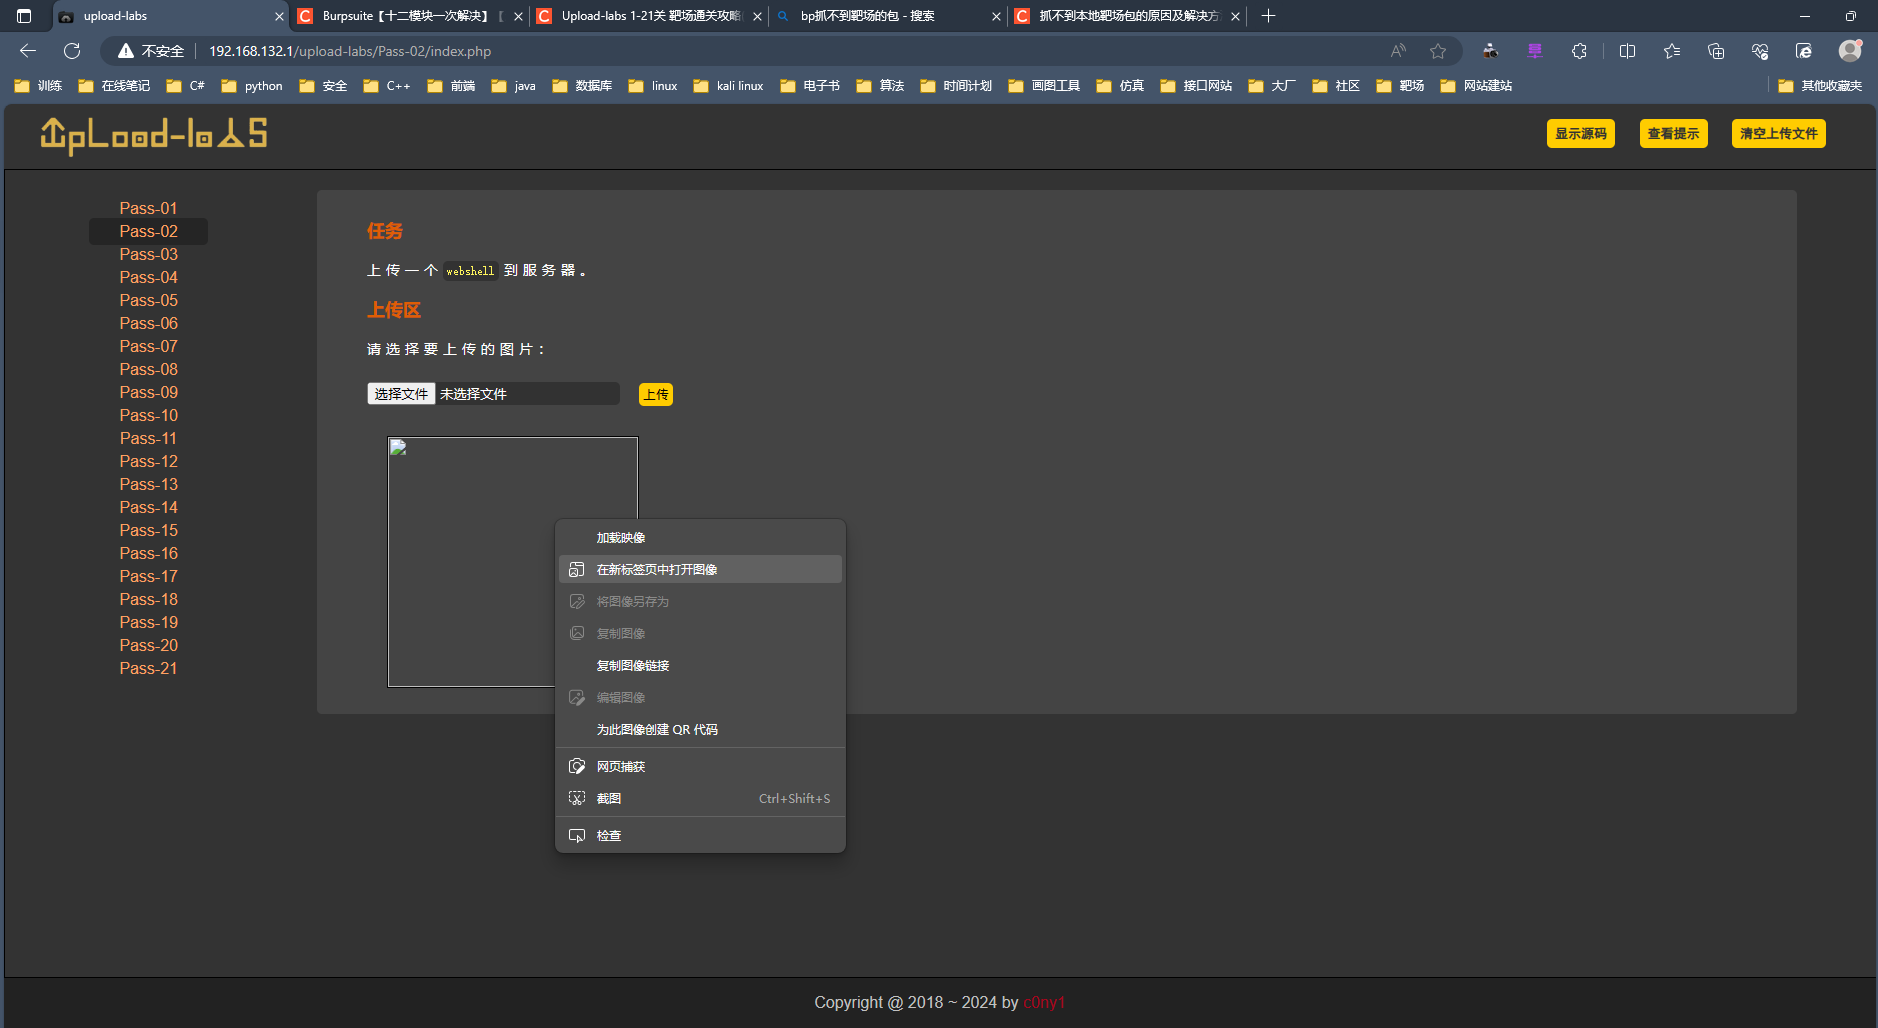 upload-labs
Burpsuite【十二模块一次解决】
Upload-labs 1-21关 靶场通关攻略
bp抓不到靶场的包 - 搜索
抓不到本地靶场包的原因及解决方
不安全
192.168.132.1/upload-labs/Pass-02/index.php
训练
在线笔记
C#
python
安全
C++
前端
java
数据库
linux
kali linux
电子书
算法
时间计划
画图工具
仿真
接口网站
大厂
社区
靶场
网站建站
其他收藏夹
UpLoad-labs
显示源码
查看提示
清空上传文件
Pass-01
Pass-02
Pass-03
Pass-04
Pass-05
Pass-06
Pass-07
Pass-08
Pass-09
Pass-10
Pass-11
Pass-12
Pass-13
Pass-14
Pass-15
Pass-16
Pass-17
Pass-18
Pass-19
Pass-20
Pass-21
任务
上传一个 webshell 到服务器。
上传区
请选择要上传的图片：
选择文件 未选择文件
上传
加载映像
在新标签页中打开图像
将图像另存为
复制图像
复制图像链接
编辑图像
为此图像创建 QR 代码
网页捕获
截图 Ctrl+Shift+S
检查
Copyright @ 2018 ~ 2024 by c0ny1